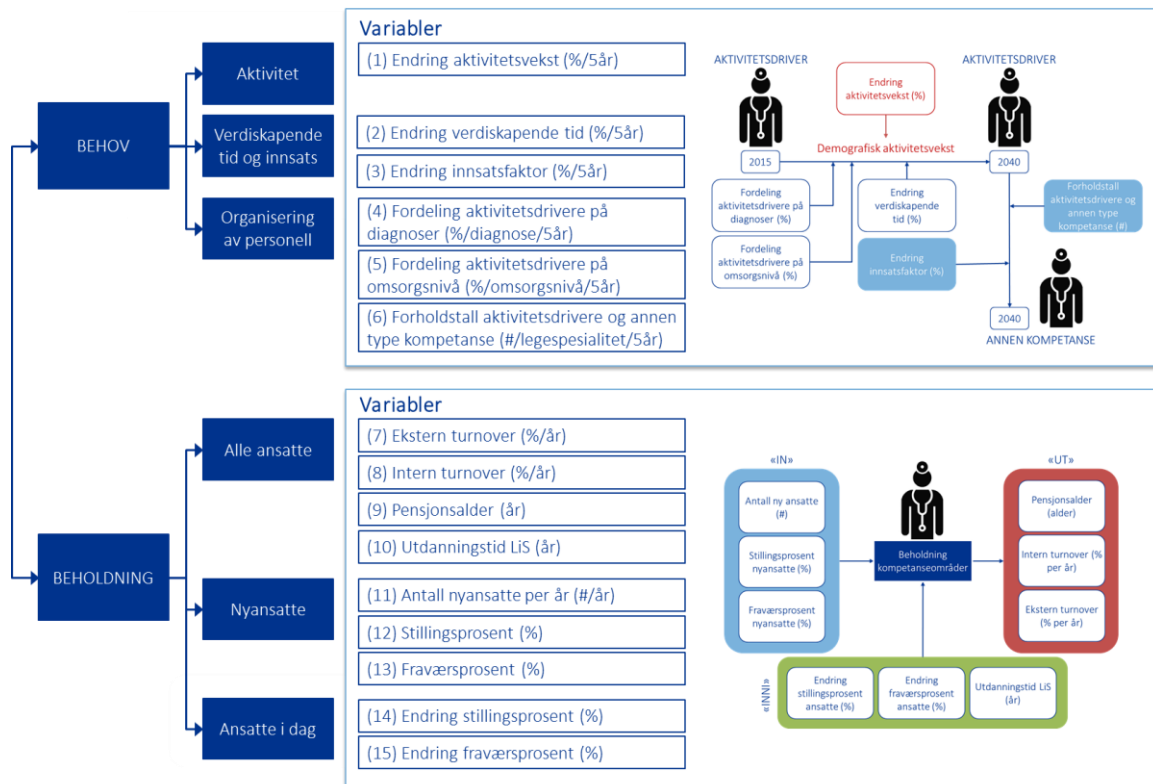 BEHOV
Aktivitet
Verdiskapende
tid og innsats
Organisering
av personell
Variabler
(1) Endring aktivitetsvekst (%/5år)
(2) Endring verdiskapende tid (%/5år)
(3) Endring innsatsfaktor (%/5år)
(4) Fordeling aktivitetsdrivere på
diagnoser (%/diagnose/5år)
(5) Fordeling aktivitetsdrivere på
omsorgsnivå (%/omsorgsnivå/5år)
(6) Forholdstall aktivitetsdrivere og annen
type kompetanse (#/legespesialitet/5år)
AKTIVITETSDRIVER
Endring
aktivitetsvekst (%)
AKTIVITETSDRIVER
Demografisk aktivitetsvekst
2015
2040
Fordeling
aktivitetsdrivere på
diagnoser (%)
Endring
verdiskapende
tid (%)
Forholdstall
aktivitetsdrivere og
annen type
kompetanse (#)
Fordeling
aktivitetsdrivere på
omsorgsnivå (%)
Endring
innsatsfaktor (%)
2040
ANNEN KOMPETANSE
BEHOLDNING
Alle ansatte
Nyansatte
Ansatte i dag
Variabler
(7) Ekstern turnover (%/år)
(8) Intern turnover (%/år)
(9) Pensjonsalder (år)
(10) Utdanningstid LiS (år)
(11) Antall nyansatte per år (#/år)
(12) Stillingsprosent (%)
(13) Fraværsprosent (%)
(14) Endring stillingsprosent (%)
(15) Endring fraværsprosent (%)
«IN»
Antall ny ansatte
(#)
Stillingsprosent
nyansatte (%)
Fraværsprosent
nyansatte (%)
Beholdning
kompetanseområder
«UT»
Pensjonsalder
(alder)
Intern turnover (%
per år)
Ekstern turnover
(% per år)
«INNI»
Endring
stillingsprosent
ansatte (%)
Endring
fraværsprosent
ansatte (%)
Utdanningstid LiS
(år)